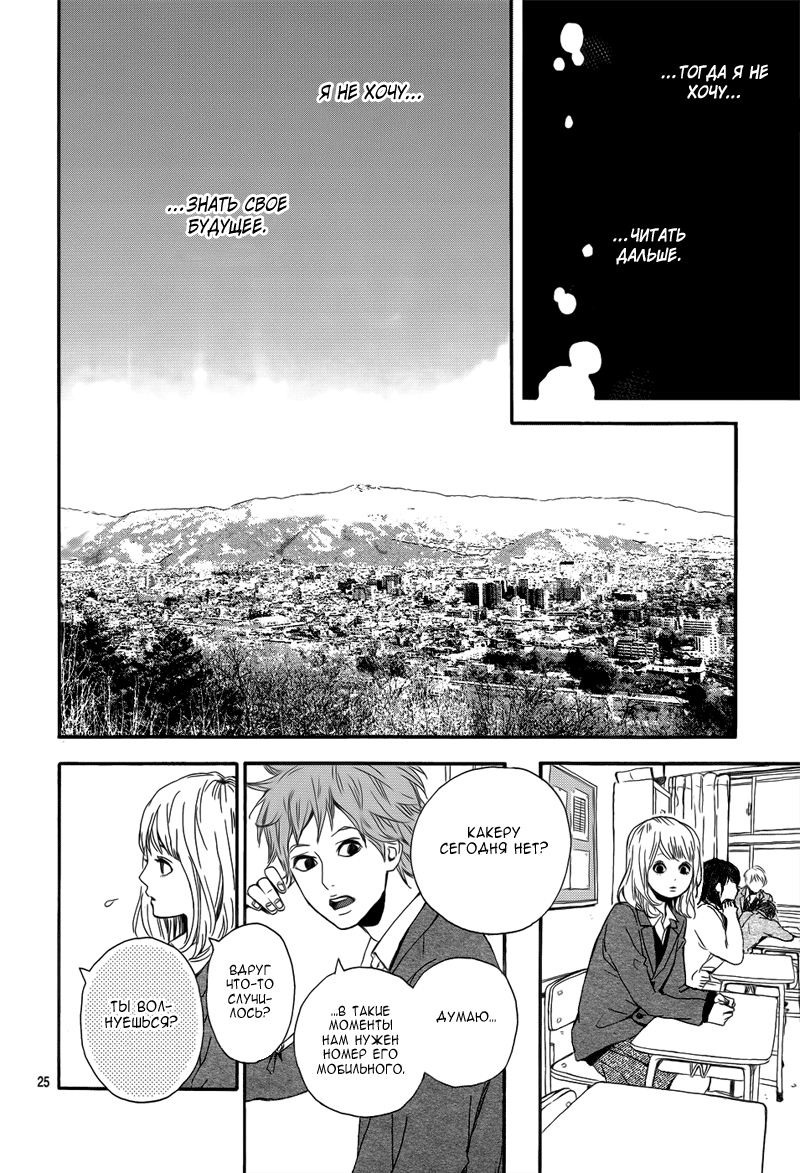 ...ТОГДА Я НЕ
ХОЧУ...
...ЧИТАТЬ
ДАЛЬШЕ.
Я НЕ ХОЧУ...
...ЗНАТЬ СВОЕ
БУДУЩЕЕ.
КАКЕРУ
СЕГОДНЯ НЕТ?
ДУМАЮ...
...В ТАКИЕ
МОМЕНТЫ
НАМ НУЖЕН
НОМЕР ЕГО
МОБИЛЬНОГО.
ВДРУГ
ЧТО-ТО
СЛУЧИ-
ЛОСЬ?
ТЫ ВОЛ-
НУЕШЬСЯ?
25